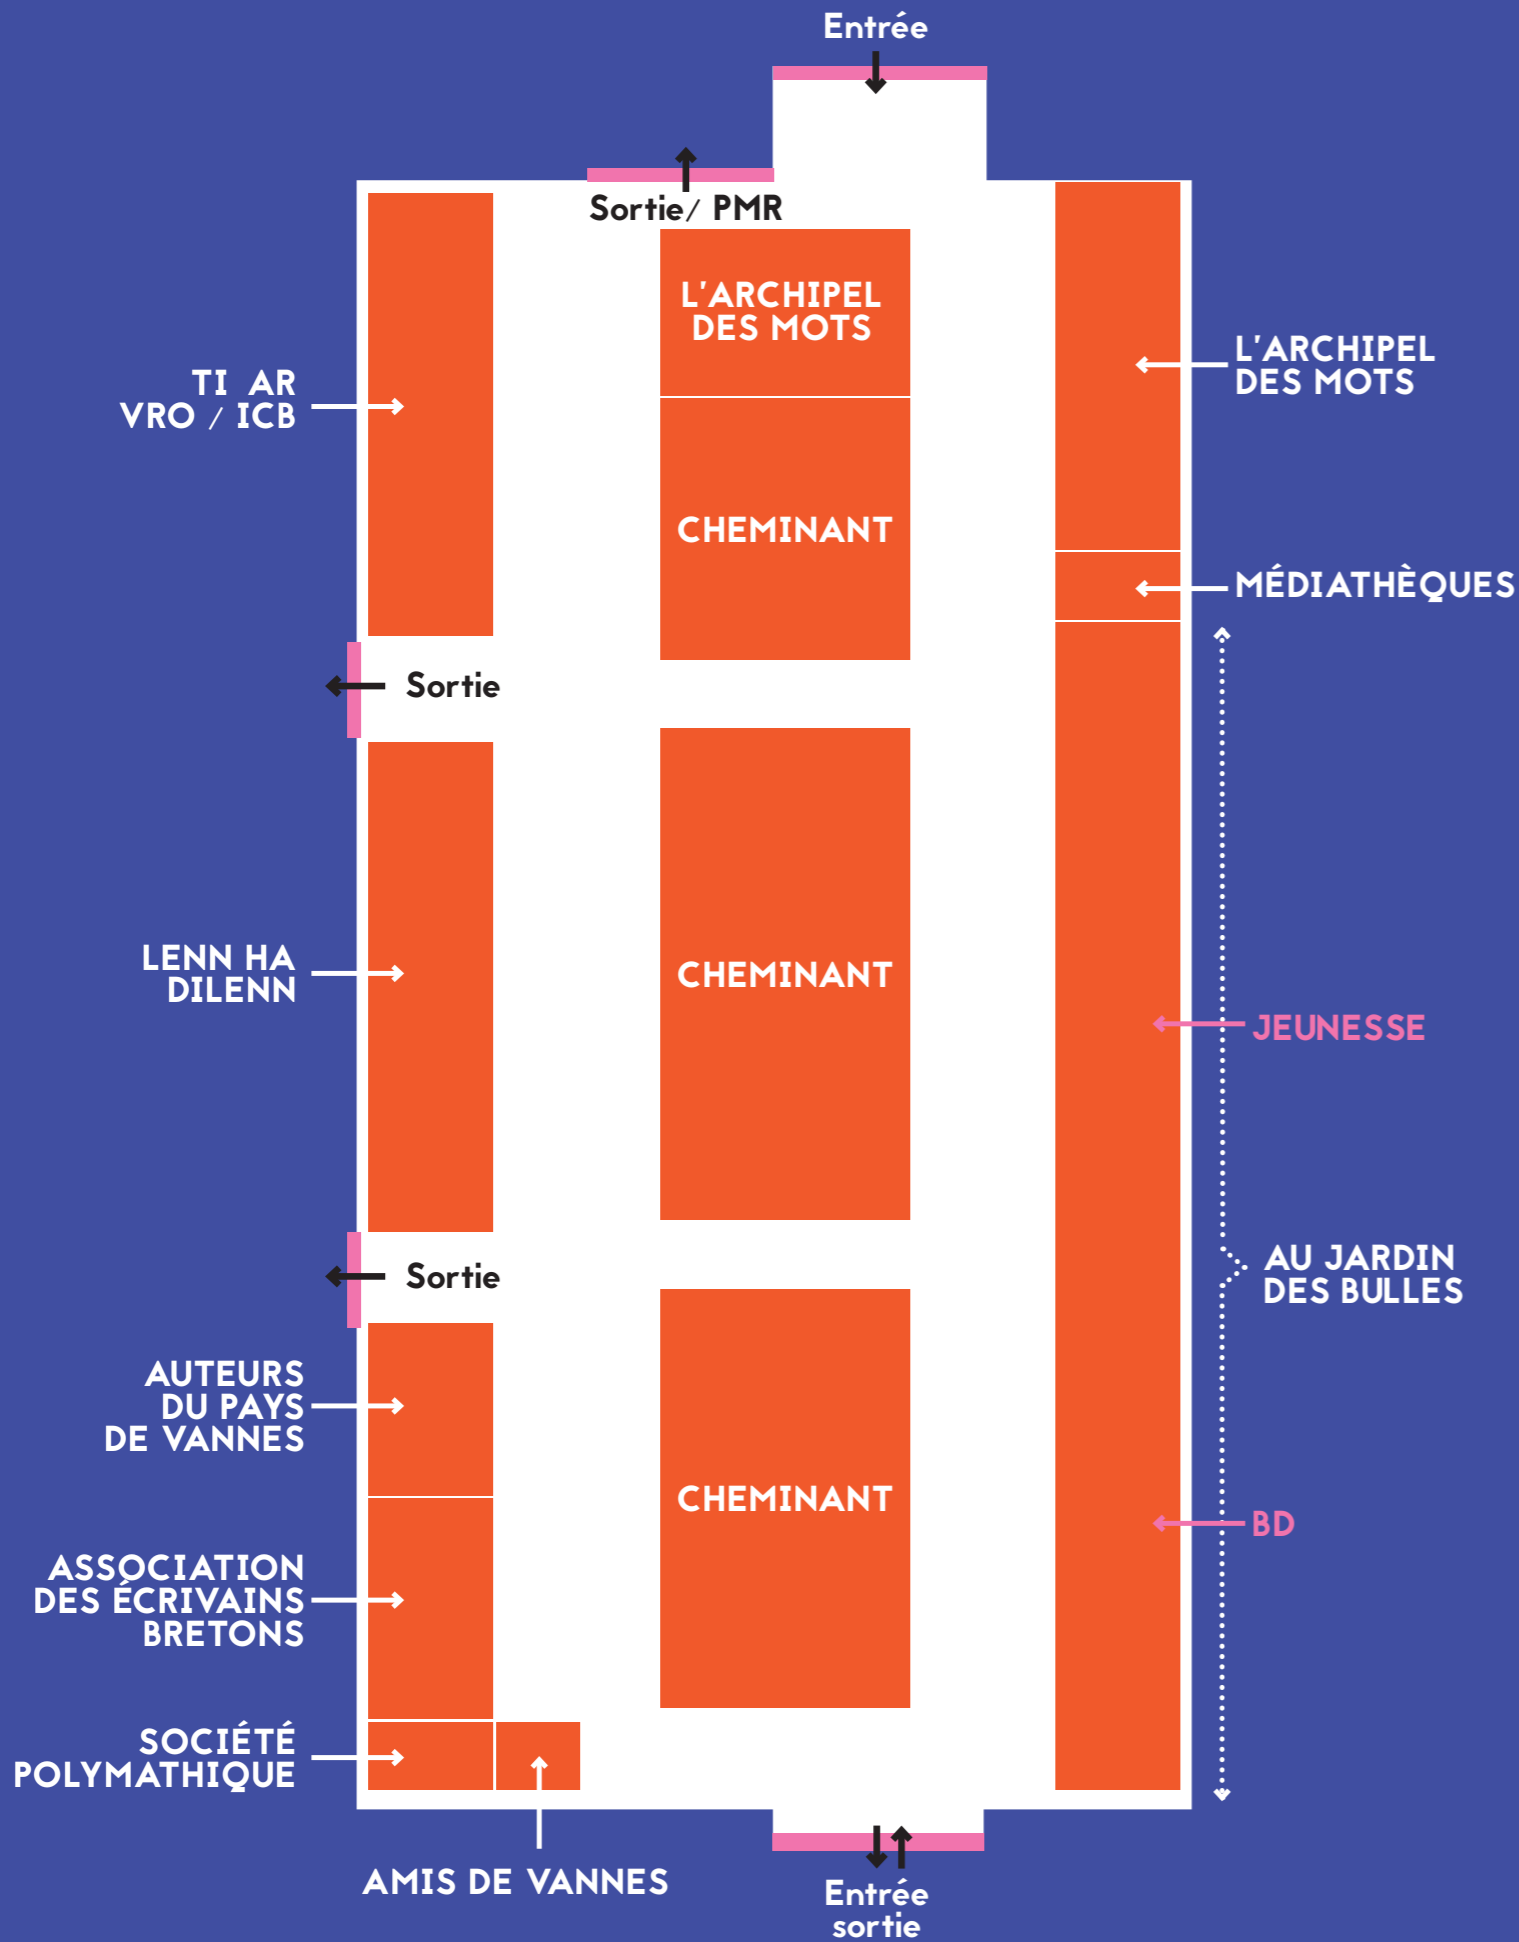 Entrée
Sortie/ PMR
L'ARCHIPEL
DES MOTS
L'ARCHIPEL
DES MOTS
TI AR
VRO / ICB
CHEMINANT
MÉDIATHÈQUES
Sortie
LENN HA
DILENN
CHEMINANT
JEUNESSE
Sortie
AU JARDIN
DES BULLES
AUTEURS
DU PAYS
DE VANNES
CHEMINANT
BD
ASSOCIATION
DES ÉCRIVAINS
BRETONS
SOCIÉTÉ
POLYMATHIQUE
AMIS DE VANNES
Entrée
sortie